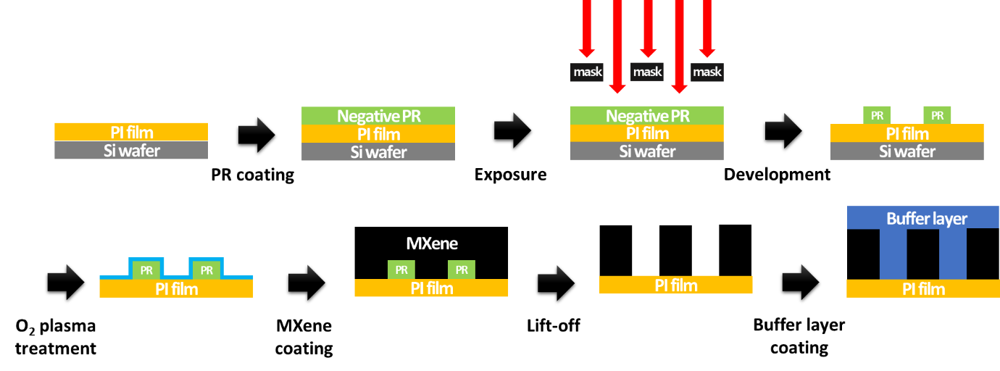 mask mask mask
PI film
Si wafer
PR coating
Negative PR
PI film
Si wafer
Exposure
Negative PR
PI film
Si wafer
Development
PR PR
PI film
Si wafer
O₂ plasma
treatment
PR PR
PI film
MXene
coating
MXene
PR PR
PI film
Lift-off
PI film
Buffer layer
coating
Buffer layer
PI film